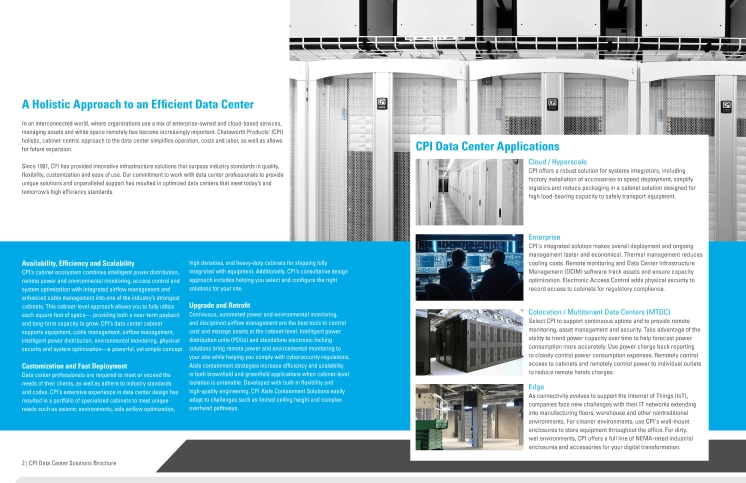 A Holistic Approach to an Efficient Data Center
In an interconnected world, where organizations use a mix of enterprise-owned and cloud-based services,
managing assets and white space remotely has become increasingly important. Chatsworth Products' (CPI)
holistic, cabinet-centric approach to the data center simplifies operation, costs and labor, as well as allows
for future expansion.
Since 1991, CPI has provided innovative infrastructure solutions that surpass industry standards in quality,
flexibility, customization and ease of use. Our commitment to work with data center professionals to provide
unique solutions and unparalleled support has resulted in optimized data centers that meet today's and
tomorrow's high efficiency standards.
Availability, Efficiency and Scalability
CPI's cabinet ecosystem combines intelligent power distribution,
remote power and environmental monitoring, access control and
system optimization with integrated airflow management and
enhanced cable management into one of the industry's strongest
cabinets. This cabinet-level approach allows you to fully utilize
each square foot of space— providing both a near-term payback
and long-term capacity to grow. CPI's data center cabinet
supports equipment, cable management, airflow management,
intelligent power distribution, environmental monitoring, physical
security and system optimization—a powerful, yet simple concept.
Customization and Fast Deployment
Data center professionals are required to meet or exceed the
needs of their clients, as well as adhere to industry standards
and codes. CPI's extensive experience in data center design has
resulted in a portfolio of specialized cabinets to meet unique
needs such as seismic environments, side airflow optimization,
high densities, and heavy-duty cabinets for shipping fully
integrated with equipment. Additionally, CPI's consultative design
approach includes helping you select and configure the right
solutions for your site.
Upgrade and Retrofit
Continuous, automated power and environmental monitoring,
and disciplined airflow management are the best tools to control
cost and manage assets at the cabinet-level. Intelligent power
distribution units (PDUs) and standalone electronic locking
solutions bring remote power and environmental monitoring to
your site while helping you comply with cybersecurity regulations.
Aisle containment strategies increase efficiency and scalability
in both brownfield and greenfield applications when cabinet-level
isolation is untenable. Developed with built-in flexibility and
high-quality engineering, CPI Aisle Containment Solutions easily
adapt to challenges such as limited ceiling height and complex
overhead pathways.
CPI Data Center Applications
Cloud / Hyperscale
CPI offers a robust solution for systems integrators, including
factory installation of accessories to speed deployment, simplify
logistics and reduce packaging in a cabinet solution designed for
high load-bearing capacity to safely transport equipment.
Enterprise
CPI's integrated solution makes overall deployment and ongoing
management faster and economical. Thermal management reduces
cooling costs. Remote monitoring and Data Center Infrastructure
Management (DCIM) software track assets and ensure capacity
optimization. Electronic Access Control adds physical security to
record access to cabinets for regulatory compliance.
Colocation / Multitenant Data Centers (MTDC)
Select CPI to support continuous uptime and to provide remote
monitoring, asset management and security. Take advantage of the
ability to trend power capacity over time to help forecast power
consumption more accurately. Use power charge back reporting
to closely control power consumption expenses. Remotely control
access to cabinets and remotely control power to individual outlets
to reduce remote hands charges.
Edge
As connectivity evolves to support the Internet of Things (IoT),
companies face new challenges with their IT networks extending
into manufacturing floors, warehouse and other nontraditional
environments. For cleaner environments, use CPI's wall-mount
enclosures to store equipment throughout the office. For dirty,
wet environments, CPI offers a full line of NEMA-rated industrial
enclosures and accessories for your digital transformation.
2 | CPI Data Center Solutions Brochure